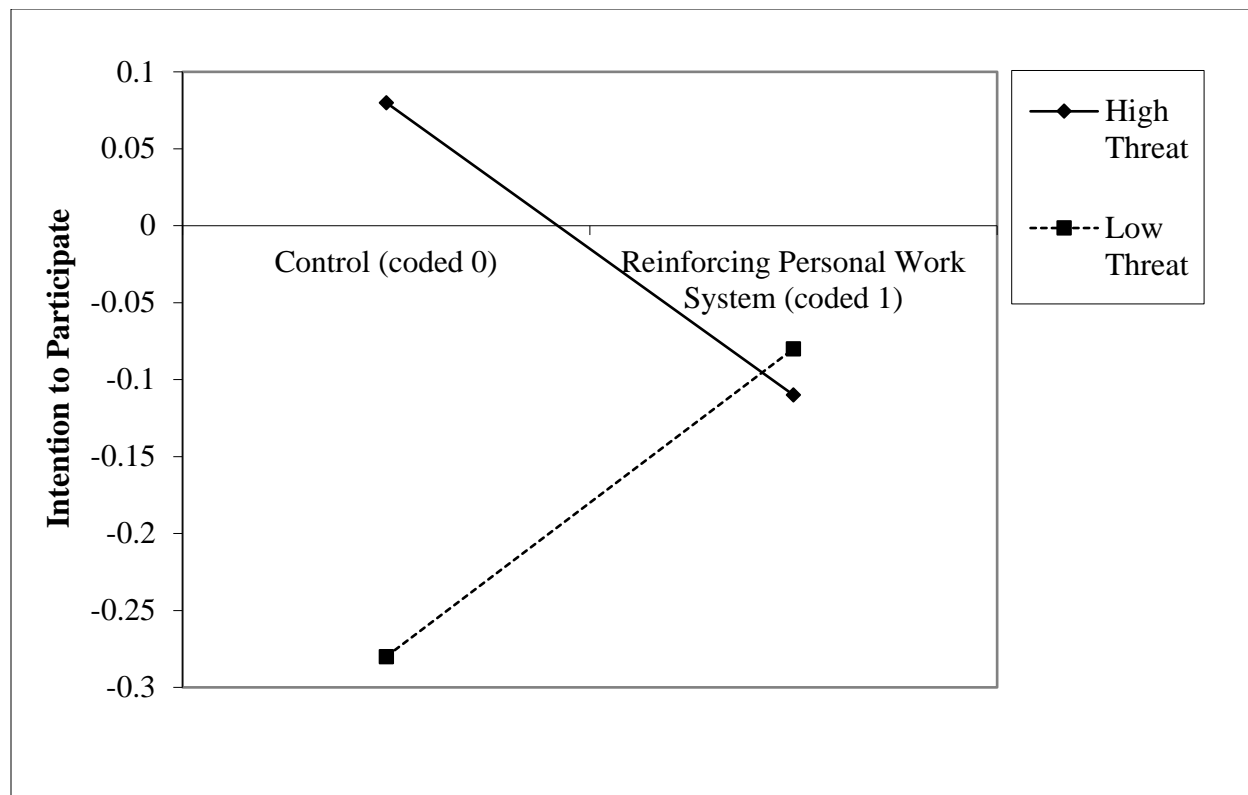 0.1
0.05
0
-0.05
-0.1
-0.15
-0.2
-0.25
-0.3
Intention to Participate
Control (coded 0)
Reinforcing Personal Work
System (coded 1)
High
Threat
Low
Threat